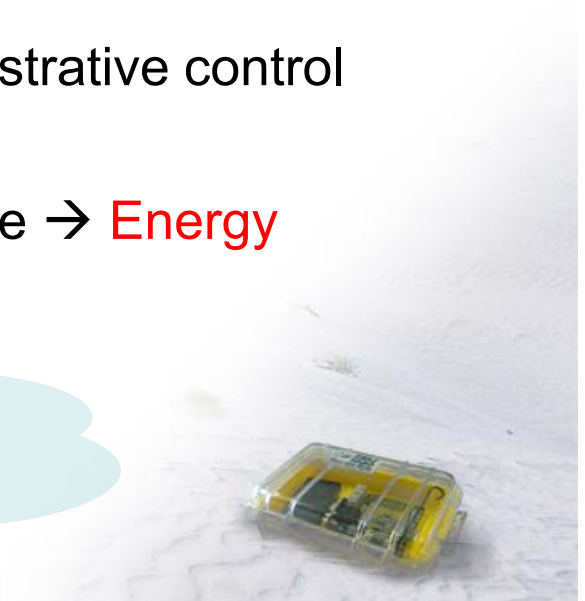 strative control
e → Energy